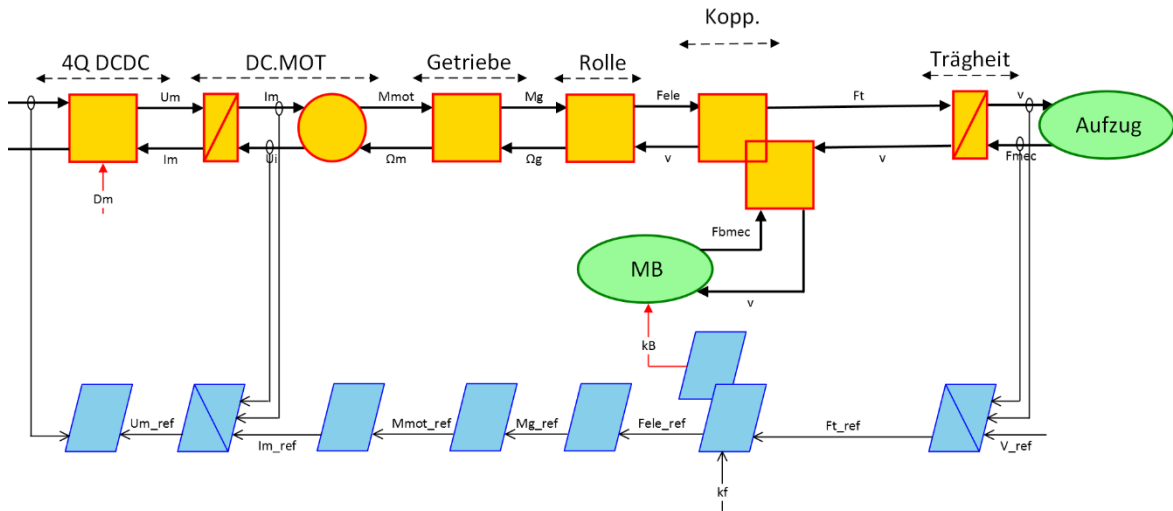 Kopp.
4Q DCDC
DC.MOT
Getriebe
Rolle
Trägheit
Um
Im
Mmot
Mg
Fele
Ft
v
Aufzug
Im
Ui
Ωm
Ωg
v
v
Fmec
Dm
Fbmec
MB
v
kB
Um_ref
Im_ref
Mmot_ref
Mg_ref
Fele_ref
Ft_ref
V_ref
kf